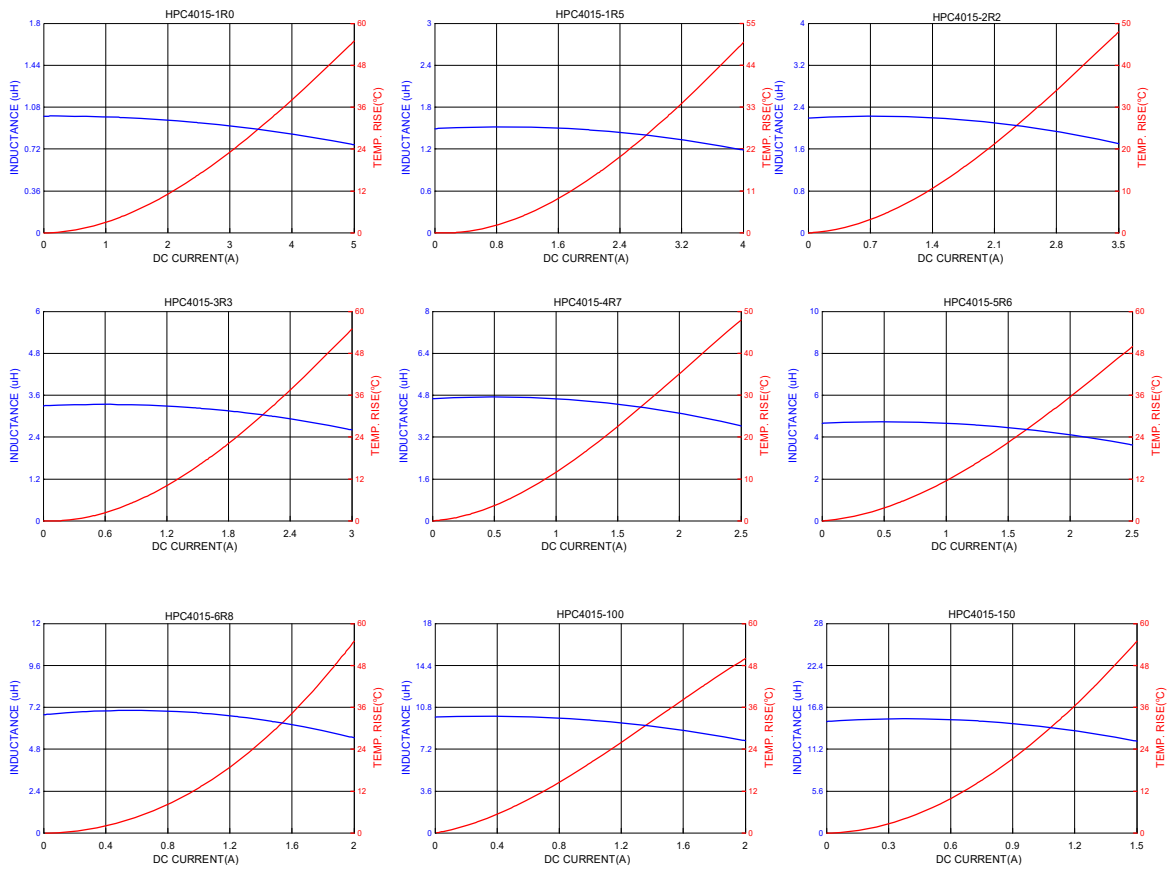 HPC4015-1R0
1.8
1.44
1.08
0.72
0.36
0
INDUCTANCE (uH)
60
48
36
24
12
0
TEMP. RISE(℃)
0 1 2 3 4 5
DC CURRENT(A)
HPC4015-1R5
3
2.4
1.8
1.2
0.6
0
INDUCTANCE (uH)
55
44
33
22
11
0
TEMP. RISE(℃)
0 0.8 1.6 2.4 3.2 4
DC CURRENT(A)
HPC4015-2R2
4
3.2
2.4
1.6
0.8
0
INDUCTANCE (uH)
50
40
30
20
10
0
TEMP. RISE(℃)
0 0.7 1.4 2.1 2.8 3.5
DC CURRENT(A)
HPC4015-3R3
6
4.8
3.6
2.4
1.2
0
INDUCTANCE (uH)
60
48
36
24
12
0
TEMP. RISE(℃)
0 0.6 1.2 1.8 2.4 3
DC CURRENT(A)
HPC4015-4R7
8
6.4
4.8
3.2
1.6
0
INDUCTANCE (uH)
50
40
30
20
10
0
TEMP. RISE(℃)
0 0.5 1 1.5 2 2.5
DC CURRENT(A)
HPC4015-5R6
10
8
6
4
2
0
INDUCTANCE (uH)
60
48
36
24
12
0
TEMP. RISE(℃)
0 0.5 1 1.5 2 2.5
DC CURRENT(A)
HPC4015-6R8
12
9.6
7.2
4.8
2.4
0
INDUCTANCE (uH)
60
48
36
24
12
0
TEMP. RISE(℃)
0 0.4 0.8 1.2 1.6 2
DC CURRENT(A)
HPC4015-100
18
14.4
10.8
7.2
3.6
0
INDUCTANCE (uH)
60
48
36
24
12
0
TEMP. RISE(℃)
0 0.4 0.8 1.2 1.6 2
DC CURRENT(A)
HPC4015-150
28
22.4
16.8
11.2
5.6
0
INDUCTANCE (uH)
60
48
36
24
12
0
TEMP. RISE(℃)
0 0.3 0.6 0.9 1.2 1.5
DC CURRENT(A)